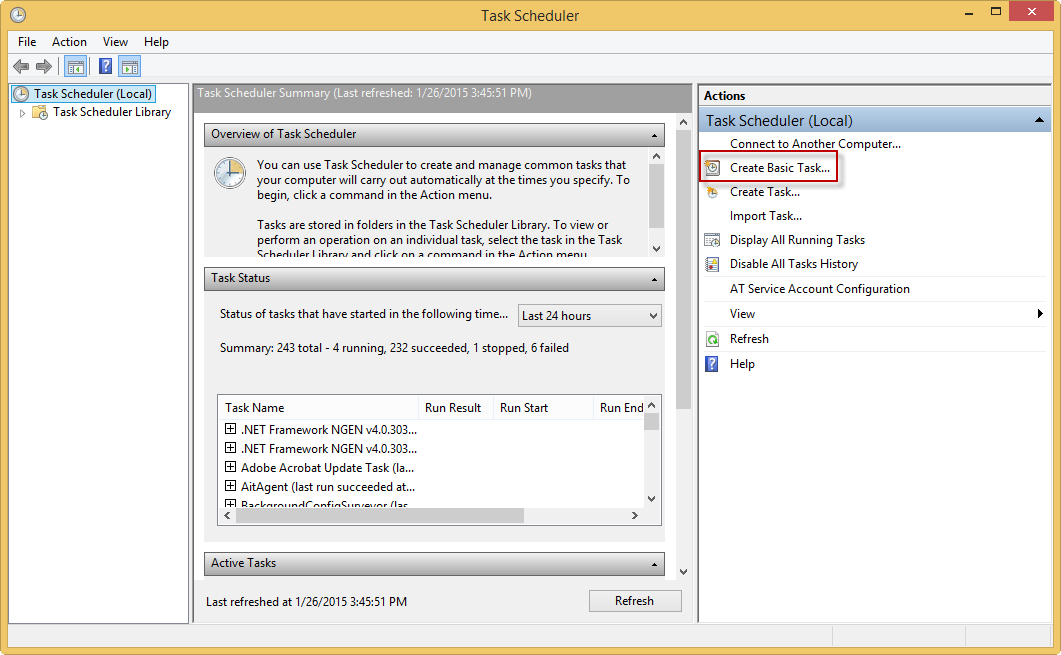 Task Scheduler
File Action View Help
Task Scheduler (Local)
Task Scheduler Library
Task Scheduler Summary (Last refreshed: 1/26/2015 3:45:51 PM)
Overview of Task Scheduler
You can use Task Scheduler to create and manage common tasks that
your computer will carry out automatically at the times you specify. To
begin, click a command in the Action menu.
Tasks are stored in folders in the Task Scheduler Library. To view or
perform an operation on an individual task, select the task in the Task
Scheduler Library and click on a command in the Action menu.
Task Status
Status of tasks that have started in the following time...
Last 24 hours
Summary: 243 total - 4 running, 232 succeeded, 1 stopped, 6 failed
Task Name Run Result Run Start Run End
.NET Framework NGEN v4.0.303...
.NET Framework NGEN v4.0.303...
Adobe Acrobat Update Task (la...
AitAgent (last run succeeded at...
BackgroundConfigSurveyor (las...
Active Tasks
Last refreshed at 1/26/2015 3:45:51 PM
Refresh
Actions
Task Scheduler (Local)
Connect to Another Computer...
Create Basic Task...
Create Task...
Import Task...
Display All Running Tasks
Disable All Tasks History
AT Service Account Configuration
View
Refresh
Help